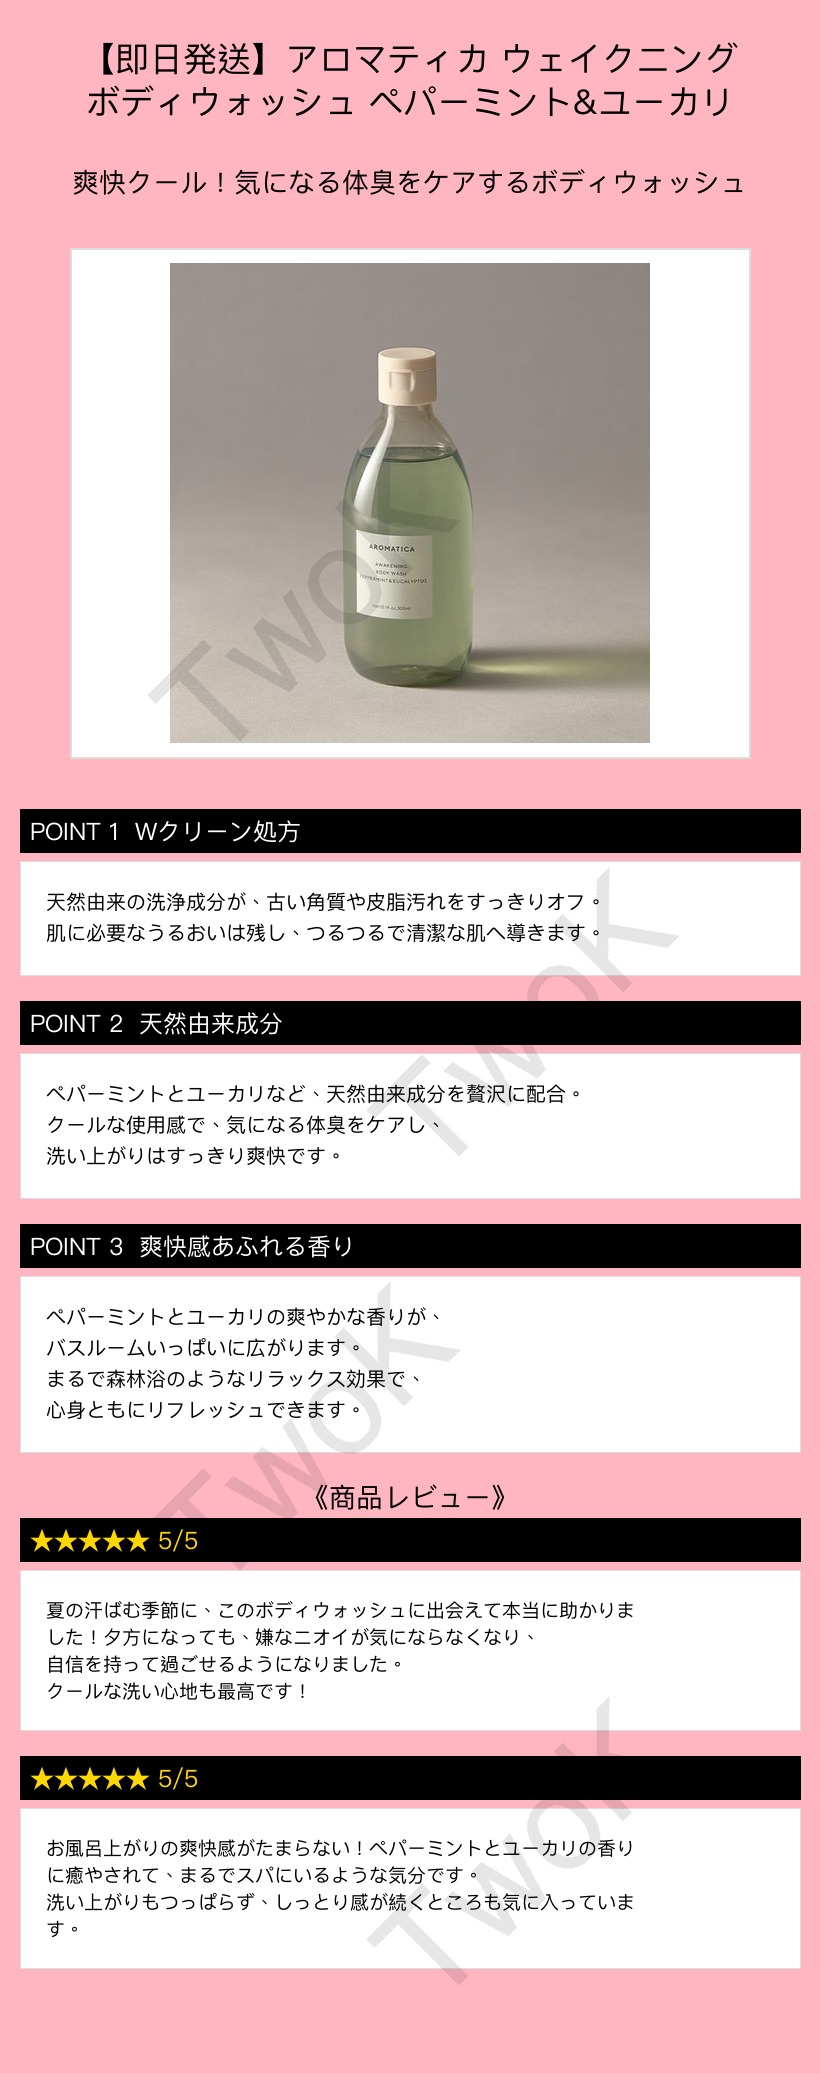 【即日発送】アロマティカ ウェイクニング
ボディウォッシュ ペパーミント&ユーカリ
爽快クール！気になる体臭をケアするボディウォッシュ
AROMATICA
AWAKENING
BODY WASH
PEPPERMINT & EUCALYPTUS
POINT 1 Wクリーン処方
天然由来の洗浄成分が、古い角質や皮脂汚れをすっきりオフ。
肌に必要なうるおいは残し、つるつるで清潔な肌へ導きます。
POINT 2 天然由来成分
ペパーミントとユーカリなど、天然由来成分を贅沢に配合。
クールな使用感で、気になる体臭をケアし、
洗い上がりはすっきり爽快です。
POINT 3 爽快感あふれる香り
ペパーミントとユーカリの爽やかな香りが、
バスルームいっぱいに広がります。
まるで森林浴のようなリラックス効果で、
心身ともにリフレッシュできます。
《商品レビュー》
★★★★★ 5/5
夏の汗ばむ季節に、このボディウォッシュに出会えて本当に助かりま
した！夕方になっても、嫌なニオイが気にならなくなり、
自信を持って過ごせるようになりました。
クールな洗い心地も最高です！
★★★★★ 5/5
お風呂上がりの爽快感がたまらない！ペパーミントとユーカリの香り
に癒やされて、まるでスパにいるような気分です。
洗い上がりもつっぱらず、しっとり感が続くところも気に入っていま
す。
TwoK
TwoK
TwoK
TwoK